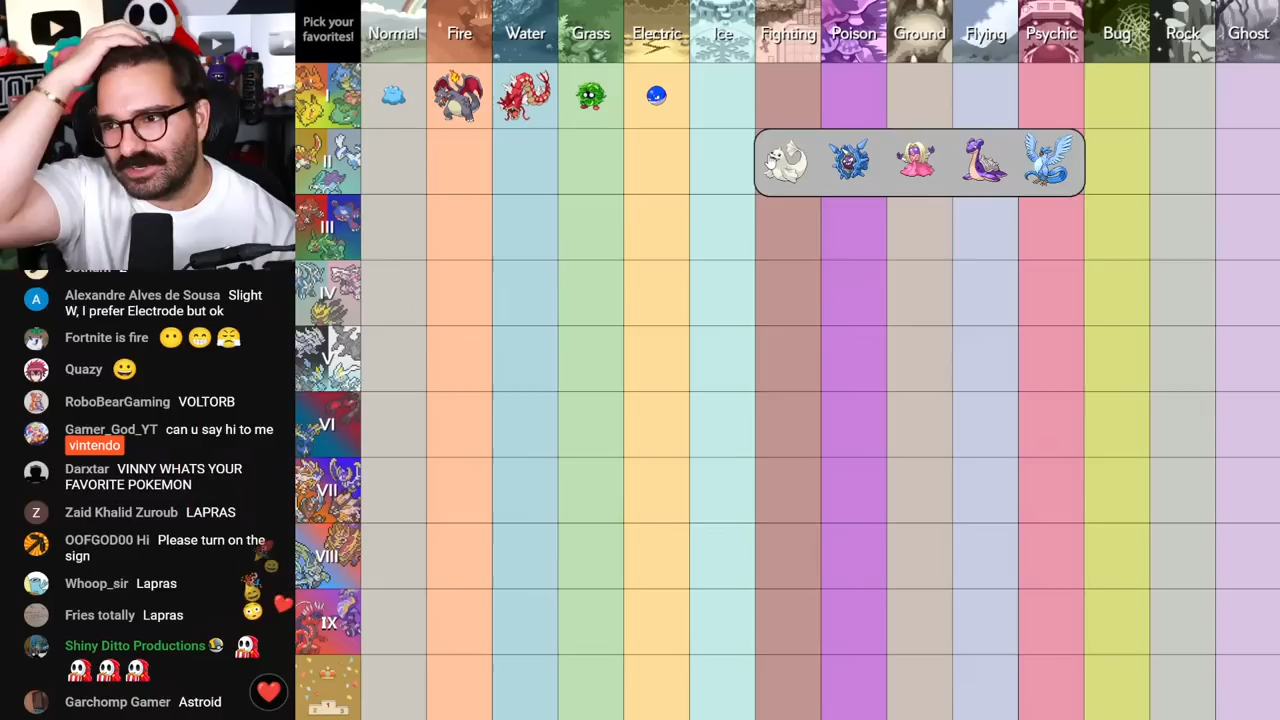 Pick your
favorites!
Normal
Fire
Water
Grass
Electric
Ice
Fighting
Poison
Ground
Flying
Psychic
Bug
Rock
Ghost
I
II
III
IV
V
VI
VII
VIII
IX
1
2 3
Alexandre Alves de Sousa Slight
W, I prefer Electrode but ok
Fortnite is fire
Quazy
RoboBearGaming VOLTORB
Gamer_God_YT can u say hi to me
vintendo
Darxtar VINNY WHATS YOUR
FAVORITE POKEMON
Z Zaid Khalid Zuroub LAPRAS
OOFGOD00 Hi Please turn on the
sign
Whoop_sir Lapras
Fries totally Lapras
Shiny Ditto Productions
Garchomp Gamer Astroid